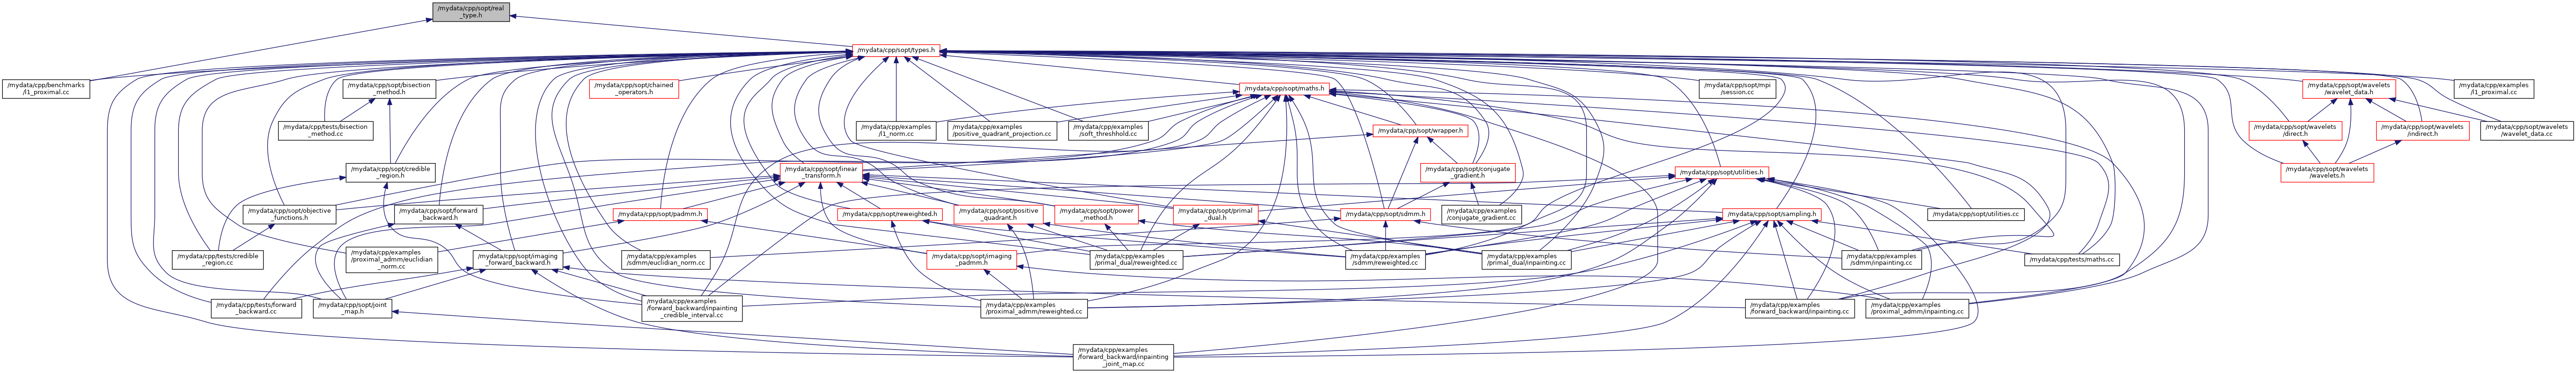 /mydata/cpp/sopt/real
_type.h
/mydata/cpp/sopt/types.h
/mydata/cpp/benchmarks
/l1_proximal.cc
/mydata/cpp/sopt/bisection
_method.h
/mydata/cpp/sopt/chained
_operators.h
/mydata/cpp/sopt/maths.h
/mydata/cpp/sopt/mpi
/session.cc
/mydata/cpp/sopt/wavelets
/wavelet_data.h
/mydata/cpp/examples
/l1_proximal.cc
/mydata/cpp/tests/bisection
_method.cc
/mydata/cpp/examples
/l1_norm.cc
/mydata/cpp/examples
/positive_quadrant_projection.cc
/mydata/cpp/examples
/soft_threshhold.cc
/mydata/cpp/sopt/wrapper.h
/mydata/cpp/sopt/wavelets
/direct.h
/mydata/cpp/sopt/wavelets
/indirect.h
/mydata/cpp/sopt/wavelets
/wavelet_data.cc
/mydata/cpp/sopt/credible
_region.h
/mydata/cpp/sopt/linear
_transform.h
/mydata/cpp/sopt/conjugate
_gradient.h
/mydata/cpp/sopt/utilities.h
/mydata/cpp/sopt/wavelets
/wavelets.h
/mydata/cpp/sopt/objective
_functions.h
/mydata/cpp/sopt/forward
_backward.h
/mydata/cpp/sopt/padmm.h
/mydata/cpp/sopt/reweighted.h
/mydata/cpp/sopt/positive
_quadrant.h
/mydata/cpp/sopt/power
_method.h
/mydata/cpp/sopt/primal
_dual.h
/mydata/cpp/sopt/sdmm.h
/mydata/cpp/examples
/conjugate_gradient.cc
/mydata/cpp/sopt/sampling.h
/mydata/cpp/sopt/utilities.cc
/mydata/cpp/tests/credible
_region.cc
/mydata/cpp/examples
/proximal_admm/euclidian
_norm.cc
/mydata/cpp/sopt/imaging
_forward_backward.h
/mydata/cpp/examples
/sdmm/euclidian_norm.cc
/mydata/cpp/sopt/imaging
_padmm.h
/mydata/cpp/examples
/primal_dual/reweighted.cc
/mydata/cpp/examples
/sdmm/reweighted.cc
/mydata/cpp/examples
/primal_dual/inpainting.cc
/mydata/cpp/examples
/sdmm/inpainting.cc
/mydata/cpp/tests/maths.cc
/mydata/cpp/tests/forward
_backward.cc
/mydata/cpp/sopt/joint
_map.h
/mydata/cpp/examples
/forward_backward/inpainting
_credible_interval.cc
/mydata/cpp/examples
/proximal_admm/reweighted.cc
/mydata/cpp/examples
/forward_backward/inpainting.cc
/mydata/cpp/examples
/proximal_admm/inpainting.cc
/mydata/cpp/examples
/forward_backward/inpainting
_joint_map.cc